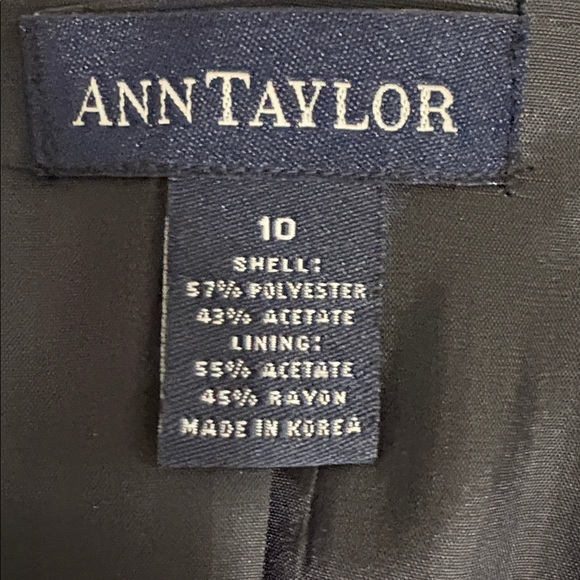 ANNTAYLOR
10
SHELL:
57% POLYESTER
43% ACETATE
LINING:
55% ACETATE
45% RAYON
MADE IN KOREA